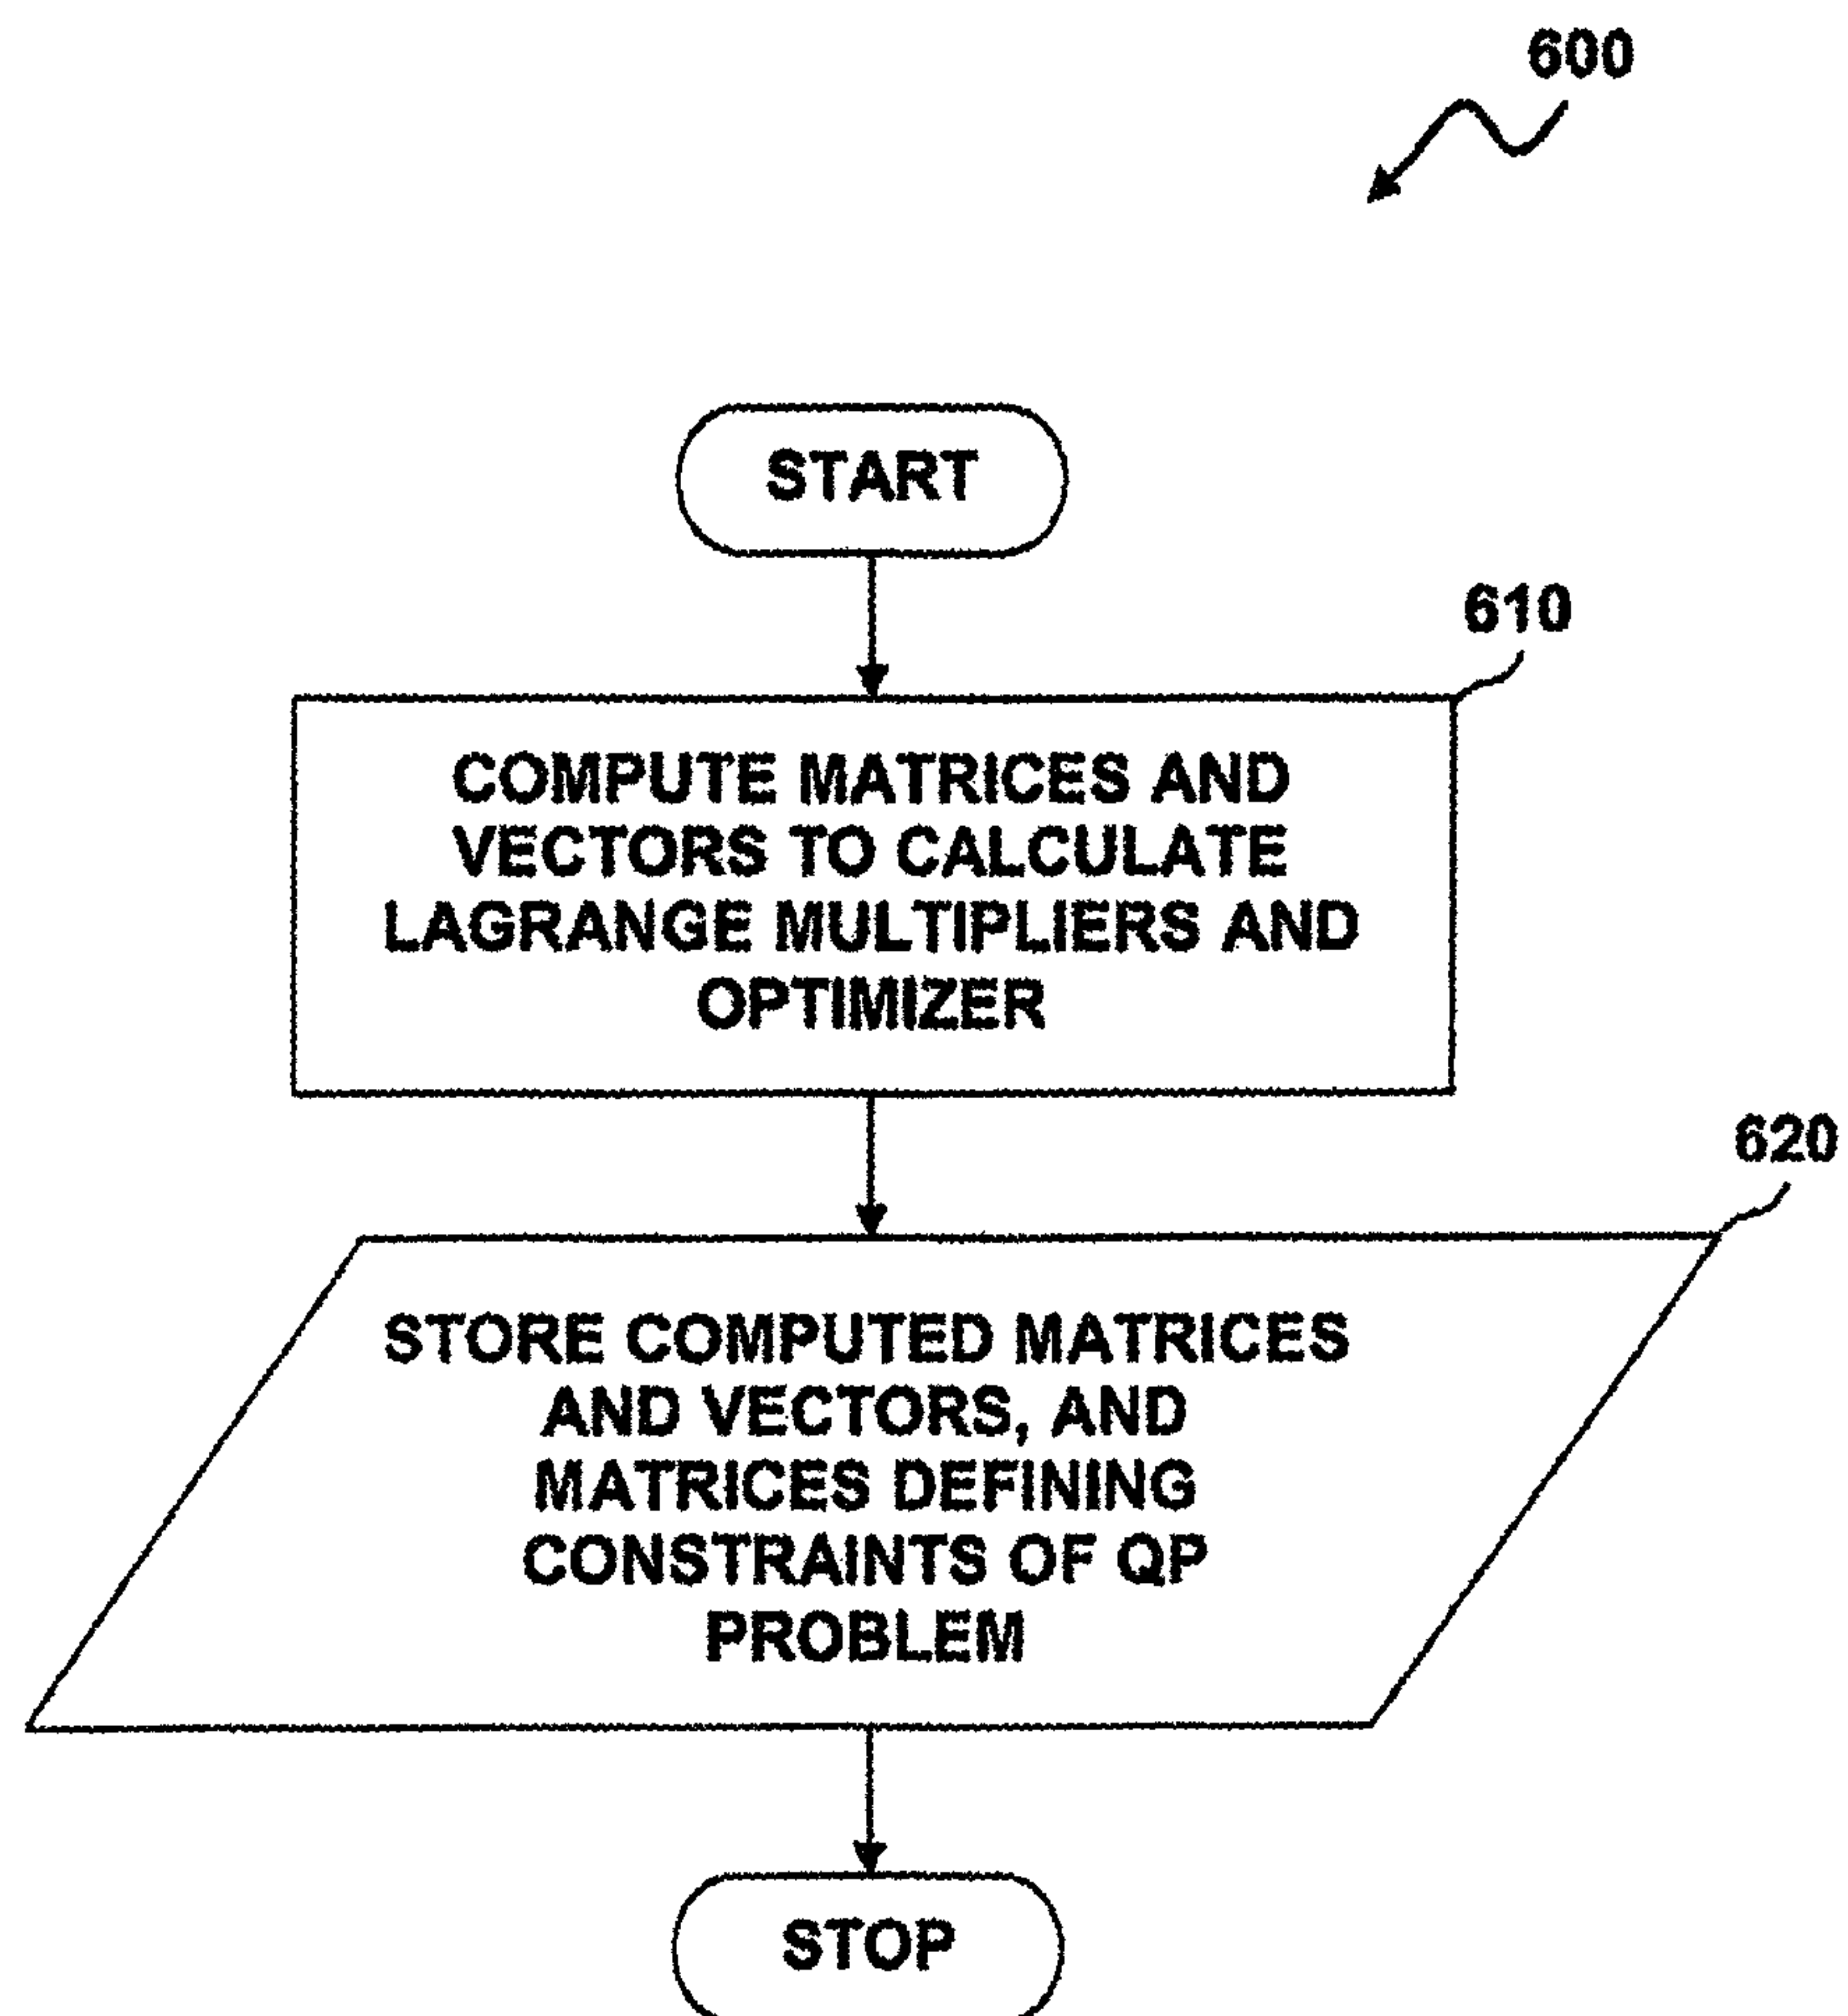 600
START
610
COMPUTE MATRICES AND
VECTORS TO CALCULATE
LAGRANGE MULTIPLIERS AND
OPTIMIZER
620
STORE COMPUTED MATRICES
AND VECTORS, AND
MATRICES DEFINING
CONSTRAINTS OF QP
PROBLEM
STOP